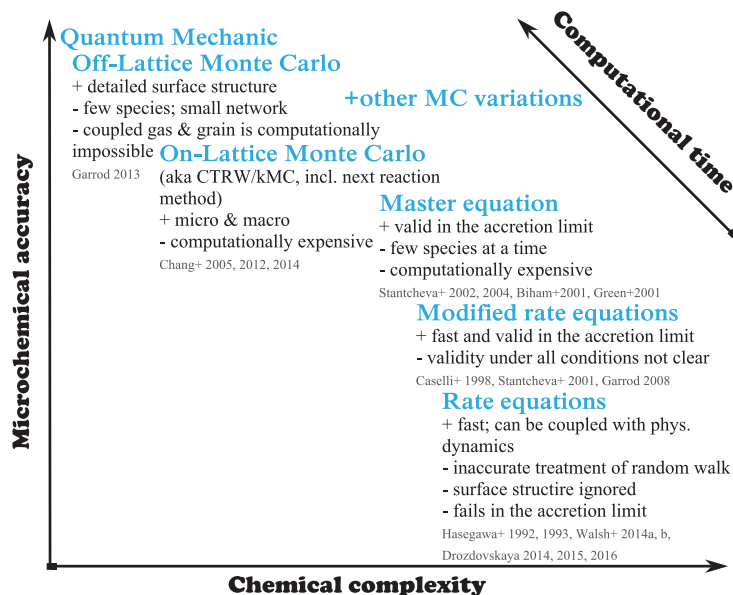 Quantum Mechanic
Off-Lattice Monte Carlo
+ detailed surface structure
- few species; small network
- coupled gas & grain is computationally
impossible
Garrod 2013
+other MC variations
Computational time
On-Lattice Monte Carlo
(aka CTRW/kMC, incl. next reaction
method)
+ micro & macro
- computationally expensive
Chang+ 2005, 2012, 2014
Master equation
+ valid in the accretion limit
- few species at a time
- computationally expensive
Stantcheva+ 2002, 2004, Biham+2001, Green+2001
Modified rate equations
+ fast and valid in the accretion limit
- validity under all conditions not clear
Caselli+ 1998, Stantcheva+ 2001, Garrod 2008
Rate equations
+ fast; can be coupled with phys.
dynamics
- inaccurate treatment of random walk
- surface structire ignored
- fails in the accretion limit
Hasegawa+ 1992, 1993, Walsh+ 2014a, b,
Drozdovskaya 2014, 2015, 2016
Microchemical accuracy
Chemical complexity